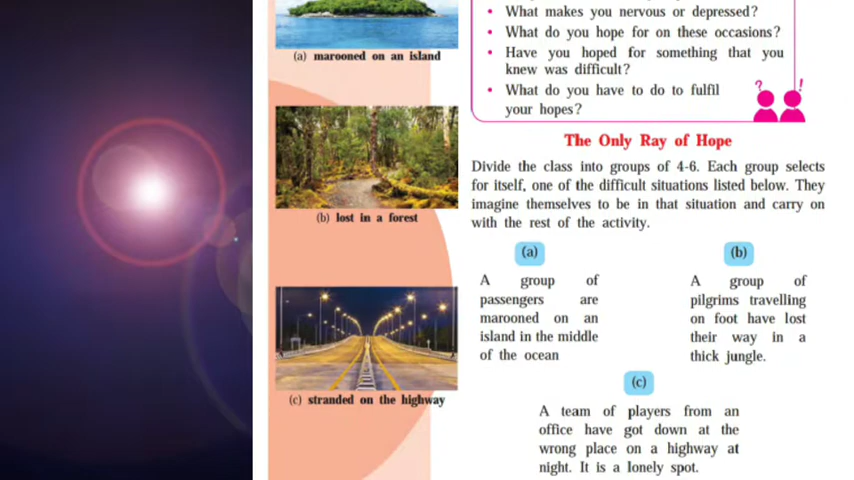 (a) marooned on an island
(b) lost in a forest
(c) stranded on the highway
• What makes you nervous or depressed?
• What do you hope for on these occasions?
• Have you hoped for something that you
knew was difficult?
• What do you have to do to fulfil
your hopes?
? !
The Only Ray of Hope
Divide the class into groups of 4-6. Each group selects
for itself, one of the difficult situations listed below. They
imagine themselves to be in that situation and carry on
with the rest of the activity.
(a)
A group of
passengers are
marooned on an
island in the middle
of the ocean
(b)
A group of
pilgrims travelling
on foot have lost
their way in a
thick jungle.
(c)
A team of players from an
office have got down at the
wrong place on a highway at
night. It is a lonely spot.